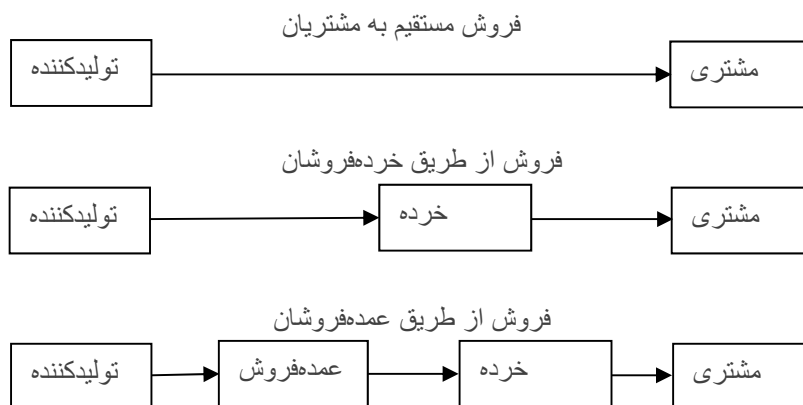 فروش مستقیم به مشتریان
تولیدکننده
مشتری
فروش از طریق خرده‌فروشان
تولیدکننده
خرده
مشتری
فروش از طریق عمده‌فروشان
تولیدکننده
عمده‌فروش
خرده
مشتری